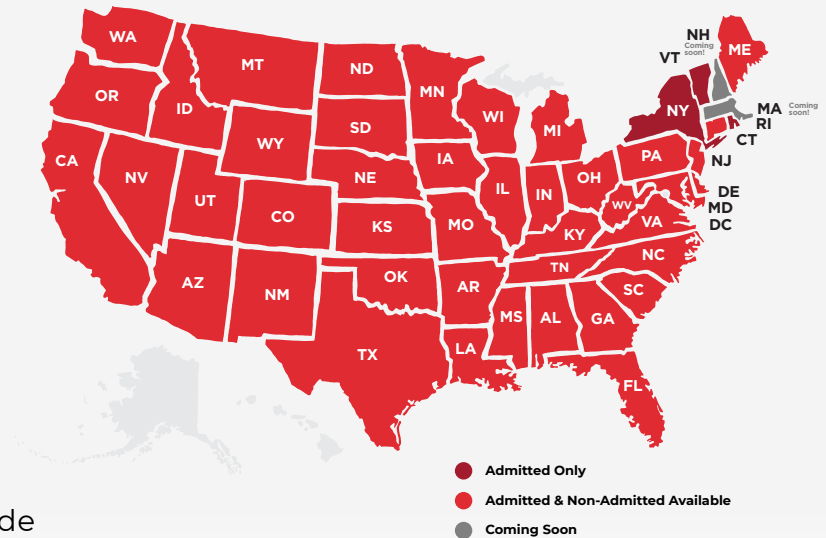 WA
NH
Coming
soon!
VT
ME
MT
ND
MN
OR
ID
WI
MI
NY
MA
Coming
soon!
RI
CT
SD
WY
CA
NV
IA
PA
NJ
NE
UT
IL
IN
OH
DE
CO
WV
MD
KS
MO
VA
DC
KY
NC
TN
OK
AZ
NM
AR
SC
MS
AL
GA
TX
LA
FL
Admitted Only
Admitted & Non-Admitted Available
Coming Soon
de